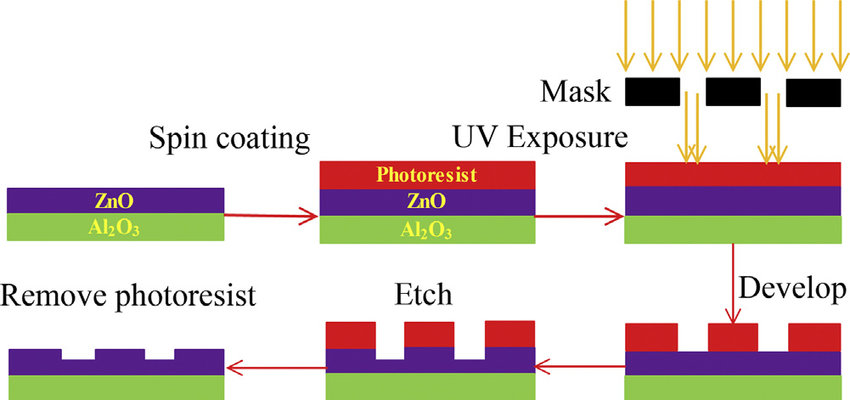 Mask
Spin coating
UV Exposure
ZnO
Al₂O₃
Photoresist
ZnO
Al₂O₃
Develop
Etch
Remove photoresist